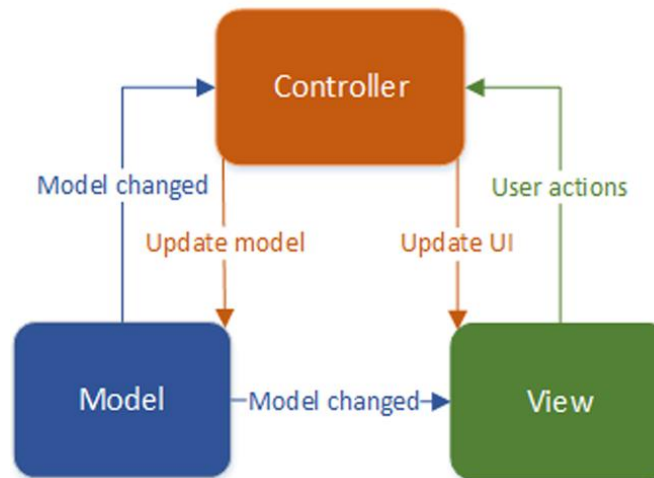 Controller
Model changed
User actions
Update model
Update UI
Model
Model changed
View